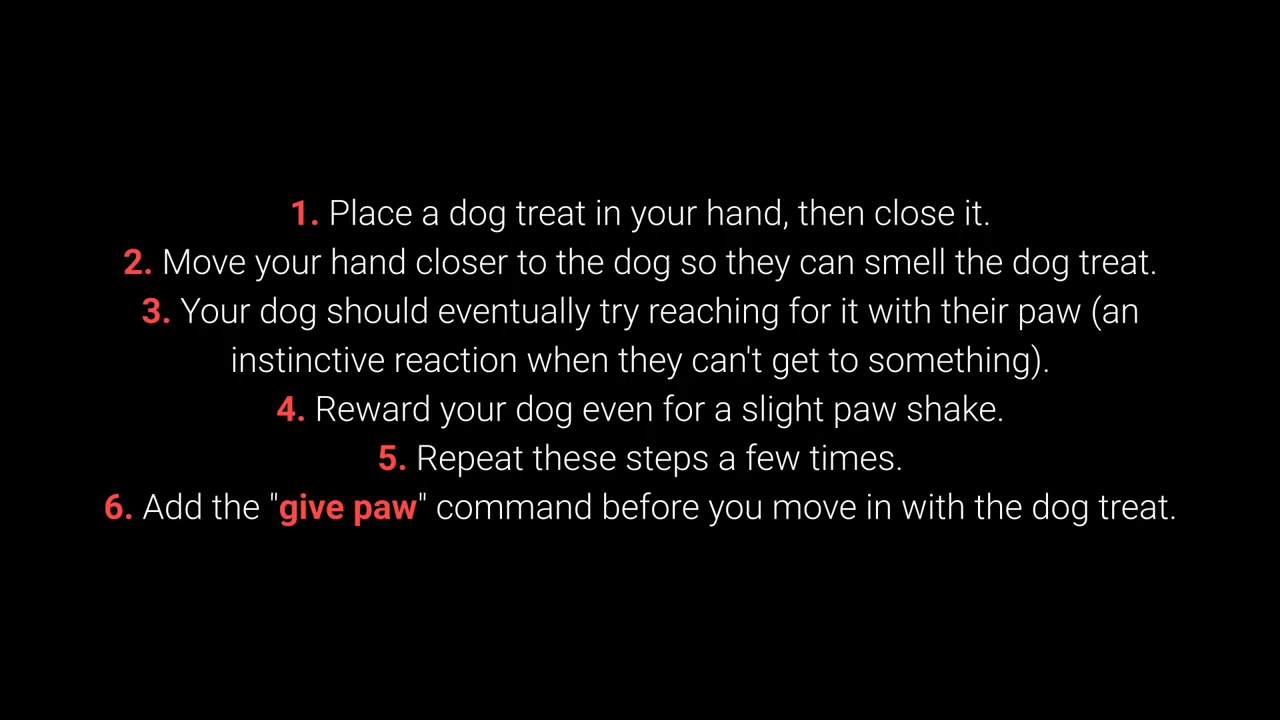 1. Place a dog treat in your hand, then close it.
2. Move your hand closer to the dog so they can smell the dog treat.
3. Your dog should eventually try reaching for it with their paw (an
instinctive reaction when they can't get to something).
4. Reward your dog even for a slight paw shake.
5. Repeat these steps a few times.
6. Add the "give paw" command before you move in with the dog treat.